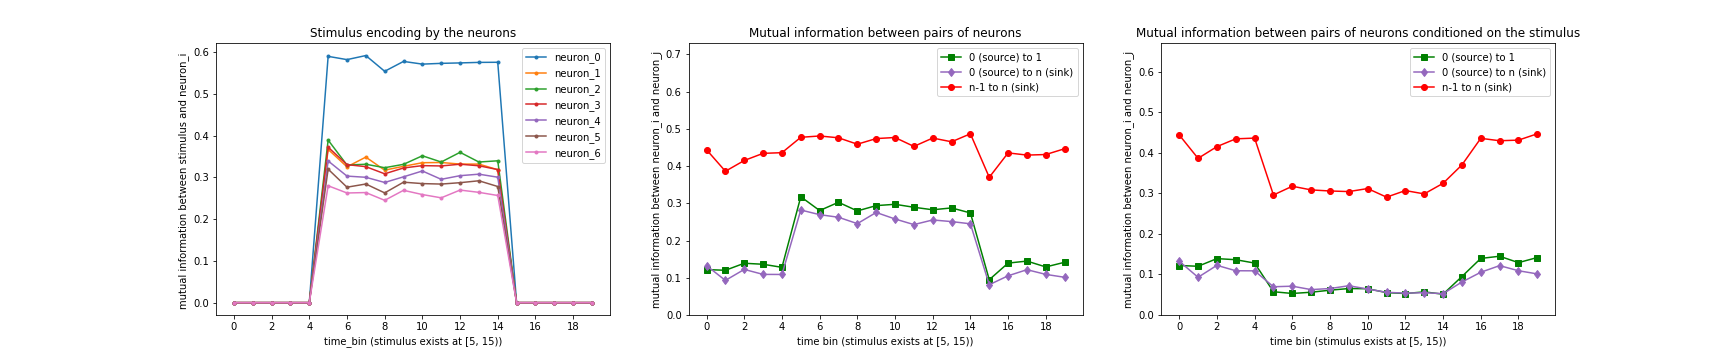 Stimulus encoding by the neurons
mutual information between stimulus and neuron_i
0.6
0.5
0.4
0.3
0.2
0.1
0.0
neuron_0
neuron_1
neuron_2
neuron_3
neuron_4
neuron_5
neuron_6
0 2 4 6 8 10 12 14 16 18
time_bin (stimulus exists at [5, 15))
Mutual information between pairs of neurons
mutual information between neuron_i and neuron_j
0.7
0.6
0.5
0.4
0.3
0.2
0.1
0.0
0 (source) to 1
0 (source) to n (sink)
n-1 to n (sink)
0 2 4 6 8 10 12 14 16 18
time bin (stimulus exists at [5, 15))
Mutual information between pairs of neurons conditioned on the stimulus
mutual information between neuron_i and neuron_j
0.6
0.5
0.4
0.3
0.2
0.1
0.0
0 (source) to 1
0 (source) to n (sink)
n-1 to n (sink)
0 2 4 6 8 10 12 14 16 18
time bin (stimulus exists at [5, 15))